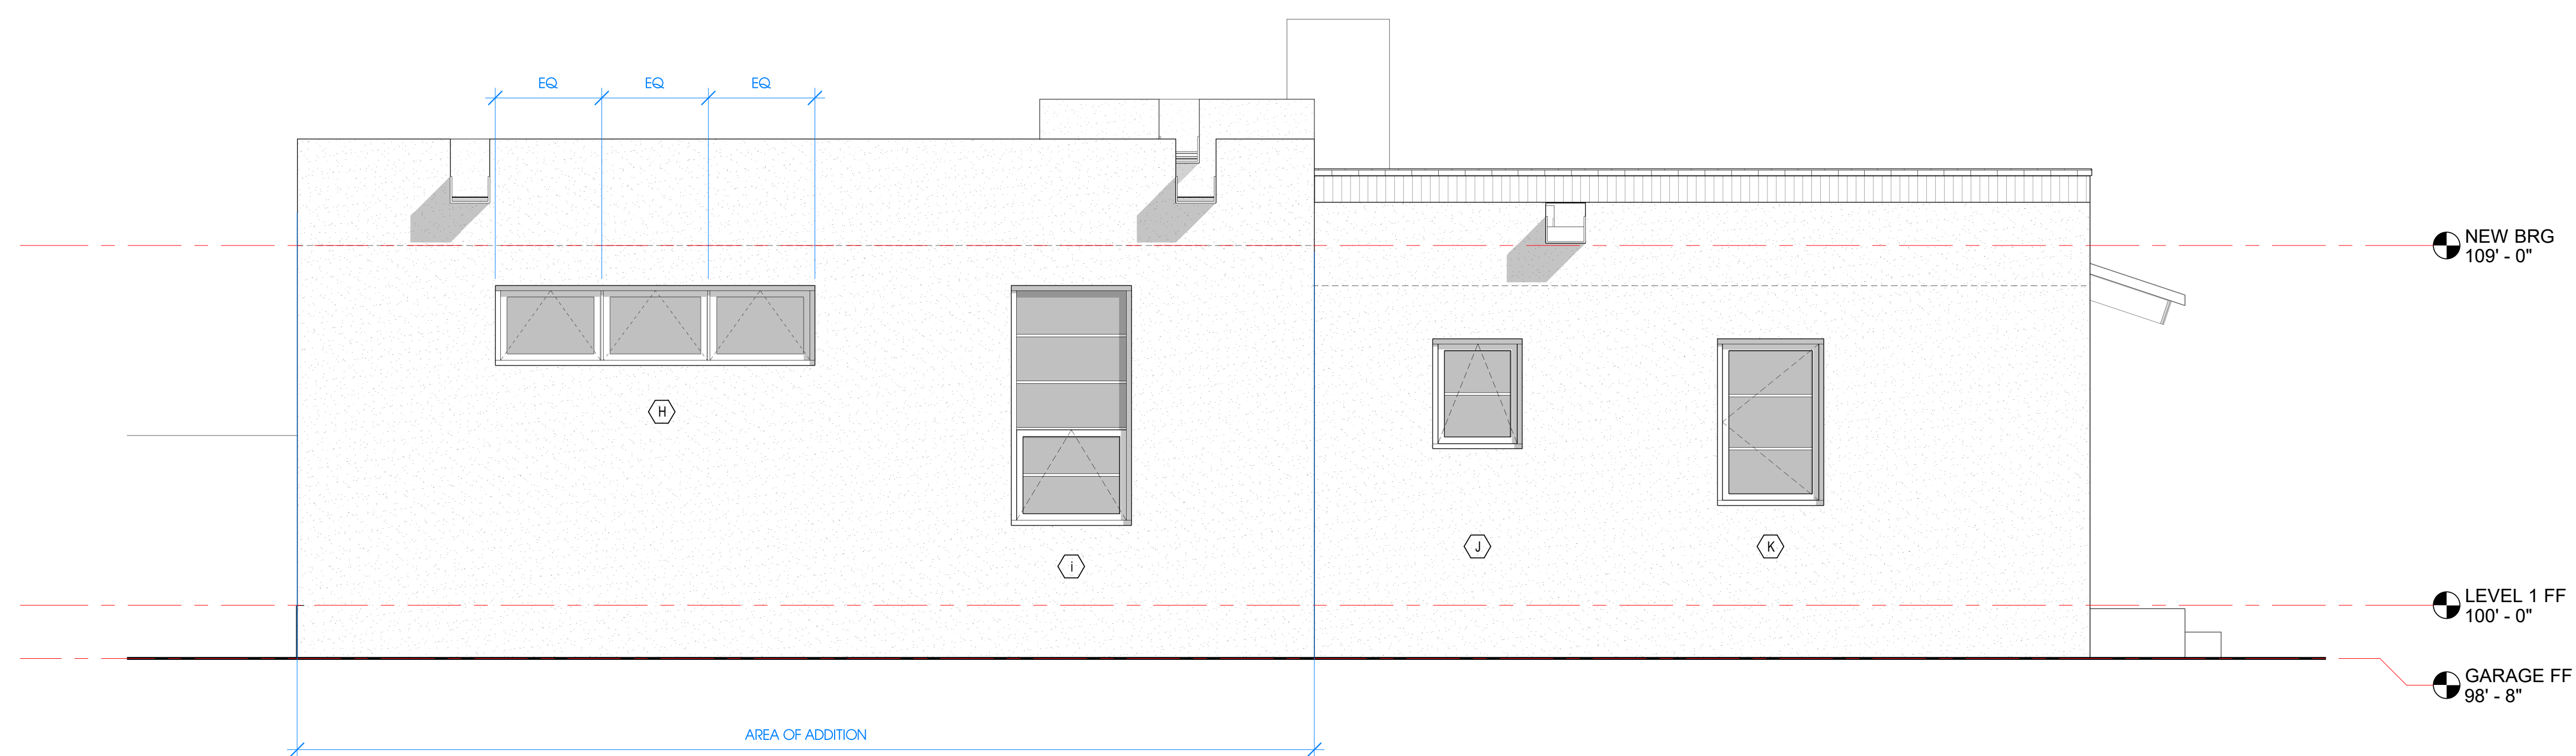 EQ EQ EQ
NEW BRG
109' - 0"
H
J
K
i
LEVEL 1 FF
100' - 0"
GARAGE FF
98' - 8"
AREA OF ADDITION